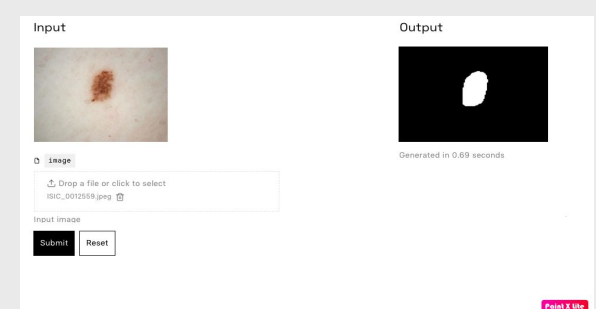 Input
Output
image
Generated in 0.69 seconds
Drop a file or click to select
ISIC_0012559.jpeg
Input image
Submit
Reset
Paint X Lite